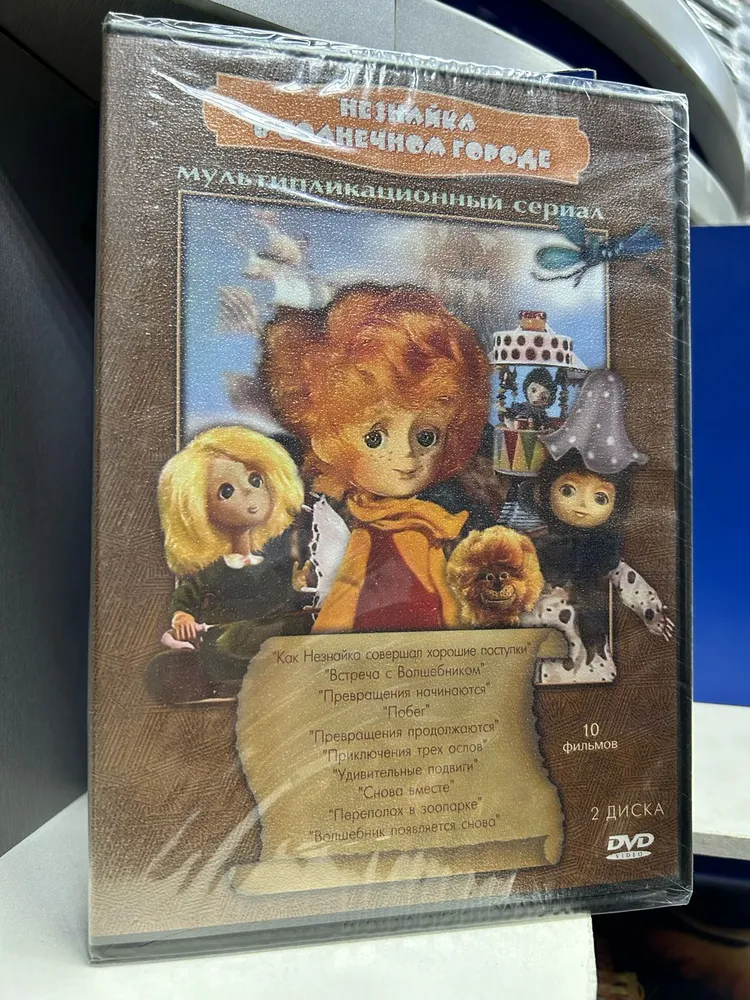 НЕЗНАЙКА
В СОЛНЕЧНОМ ГОРОДЕ
мультипликационный сериал
"Как Незнайка совершал хорошие поступки"
"Встреча с Волшебником"
"Превращения начинаются"
"Побег"
"Превращения продолжаются"
"Приключения трех ослов"
"Удивительные подвиги"
"Снова вместе"
"Переполох в зоопарке"
"Волшебник появляется снова"
10
фильмов
2 ДИСКА
DVD
VIDEO